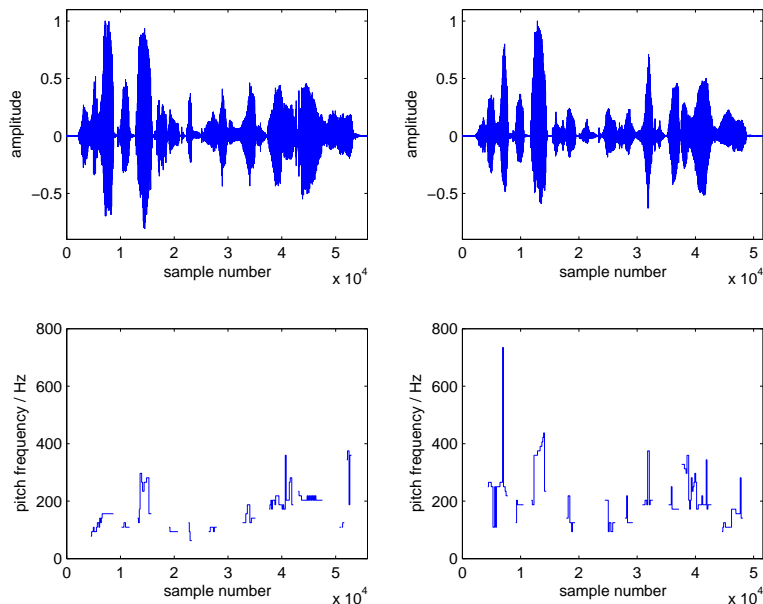 1
0.5
0
−0.5
amplitude
0 1 2 3 4 5
sample number
x 10^4
1
0.5
0
−0.5
amplitude
0 1 2 3 4 5
sample number
x 10^4
800
600
400
200
0
pitch frequency / Hz
0 1 2 3 4 5
sample number
x 10^4
800
600
400
200
0
pitch frequency / Hz
0 1 2 3 4 5
sample number
x 10^4